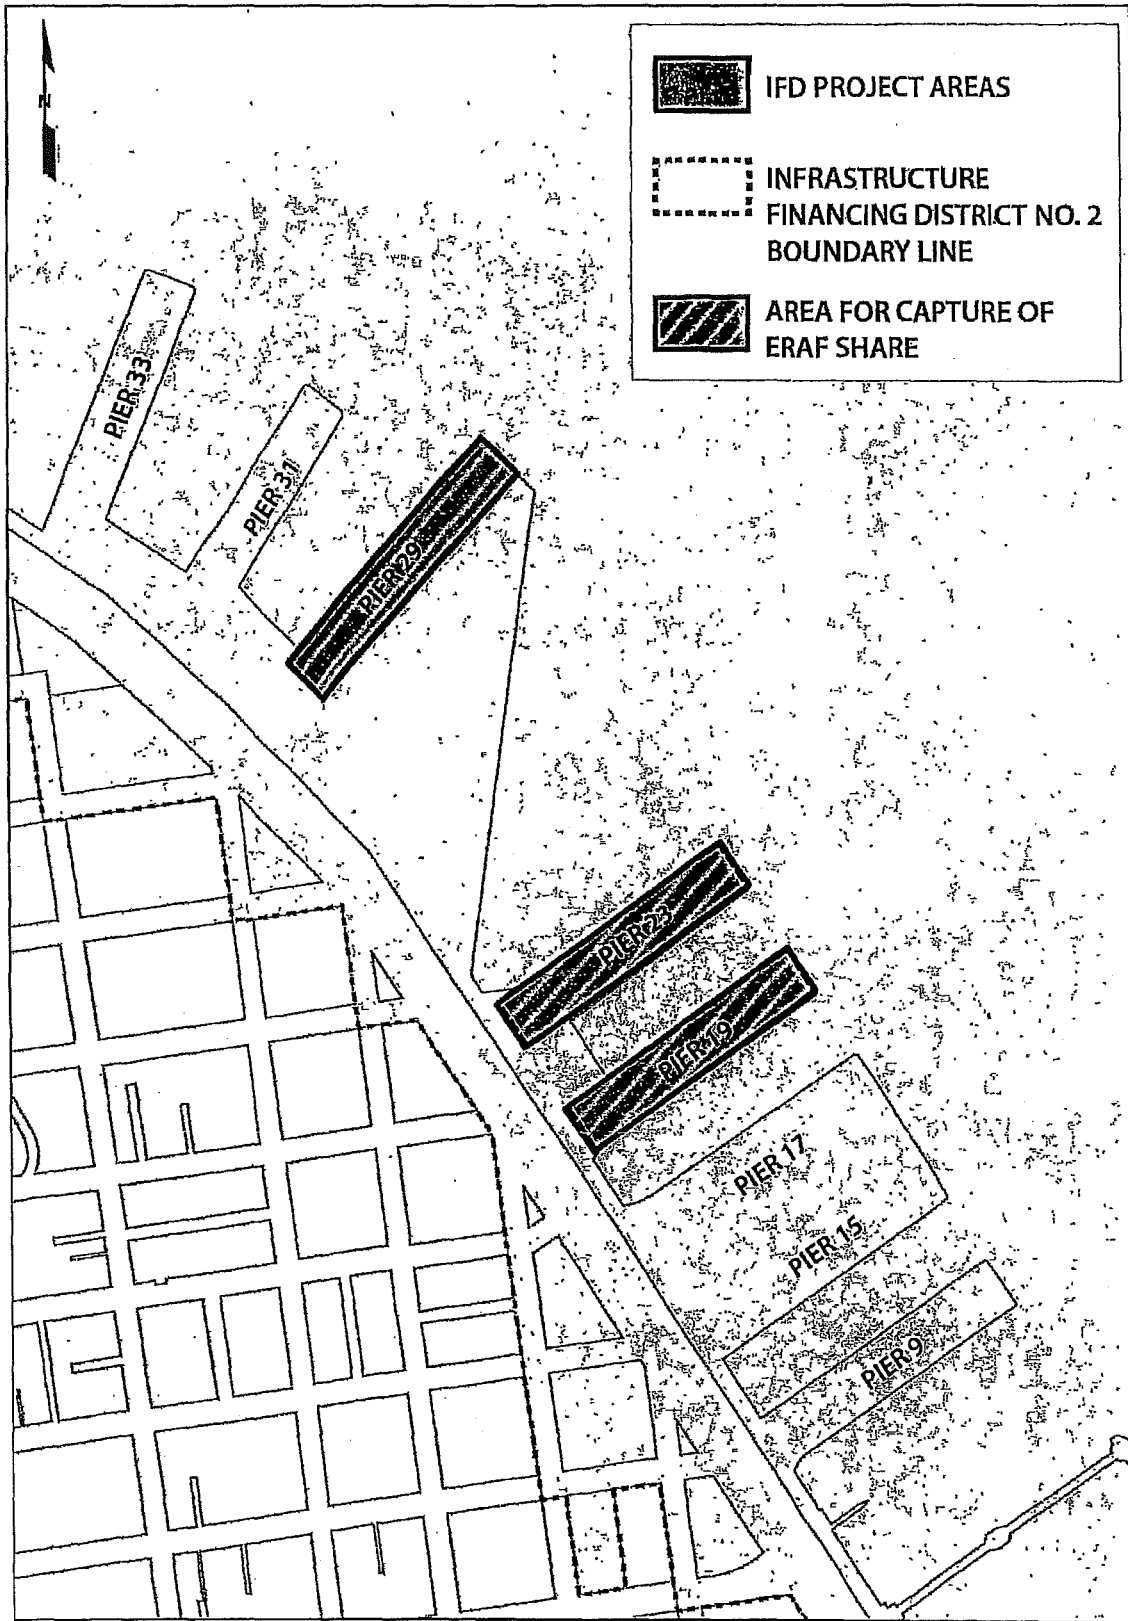 N
IFD PROJECT AREAS
INFRASTRUCTURE
FINANCING DISTRICT NO. 2
BOUNDARY LINE
AREA FOR CAPTURE OF
ERAF SHARE
PIER 33
PIER 31
PIER 29
PIER 23
PIER 19
PIER 17
PIER 15
PIER 9